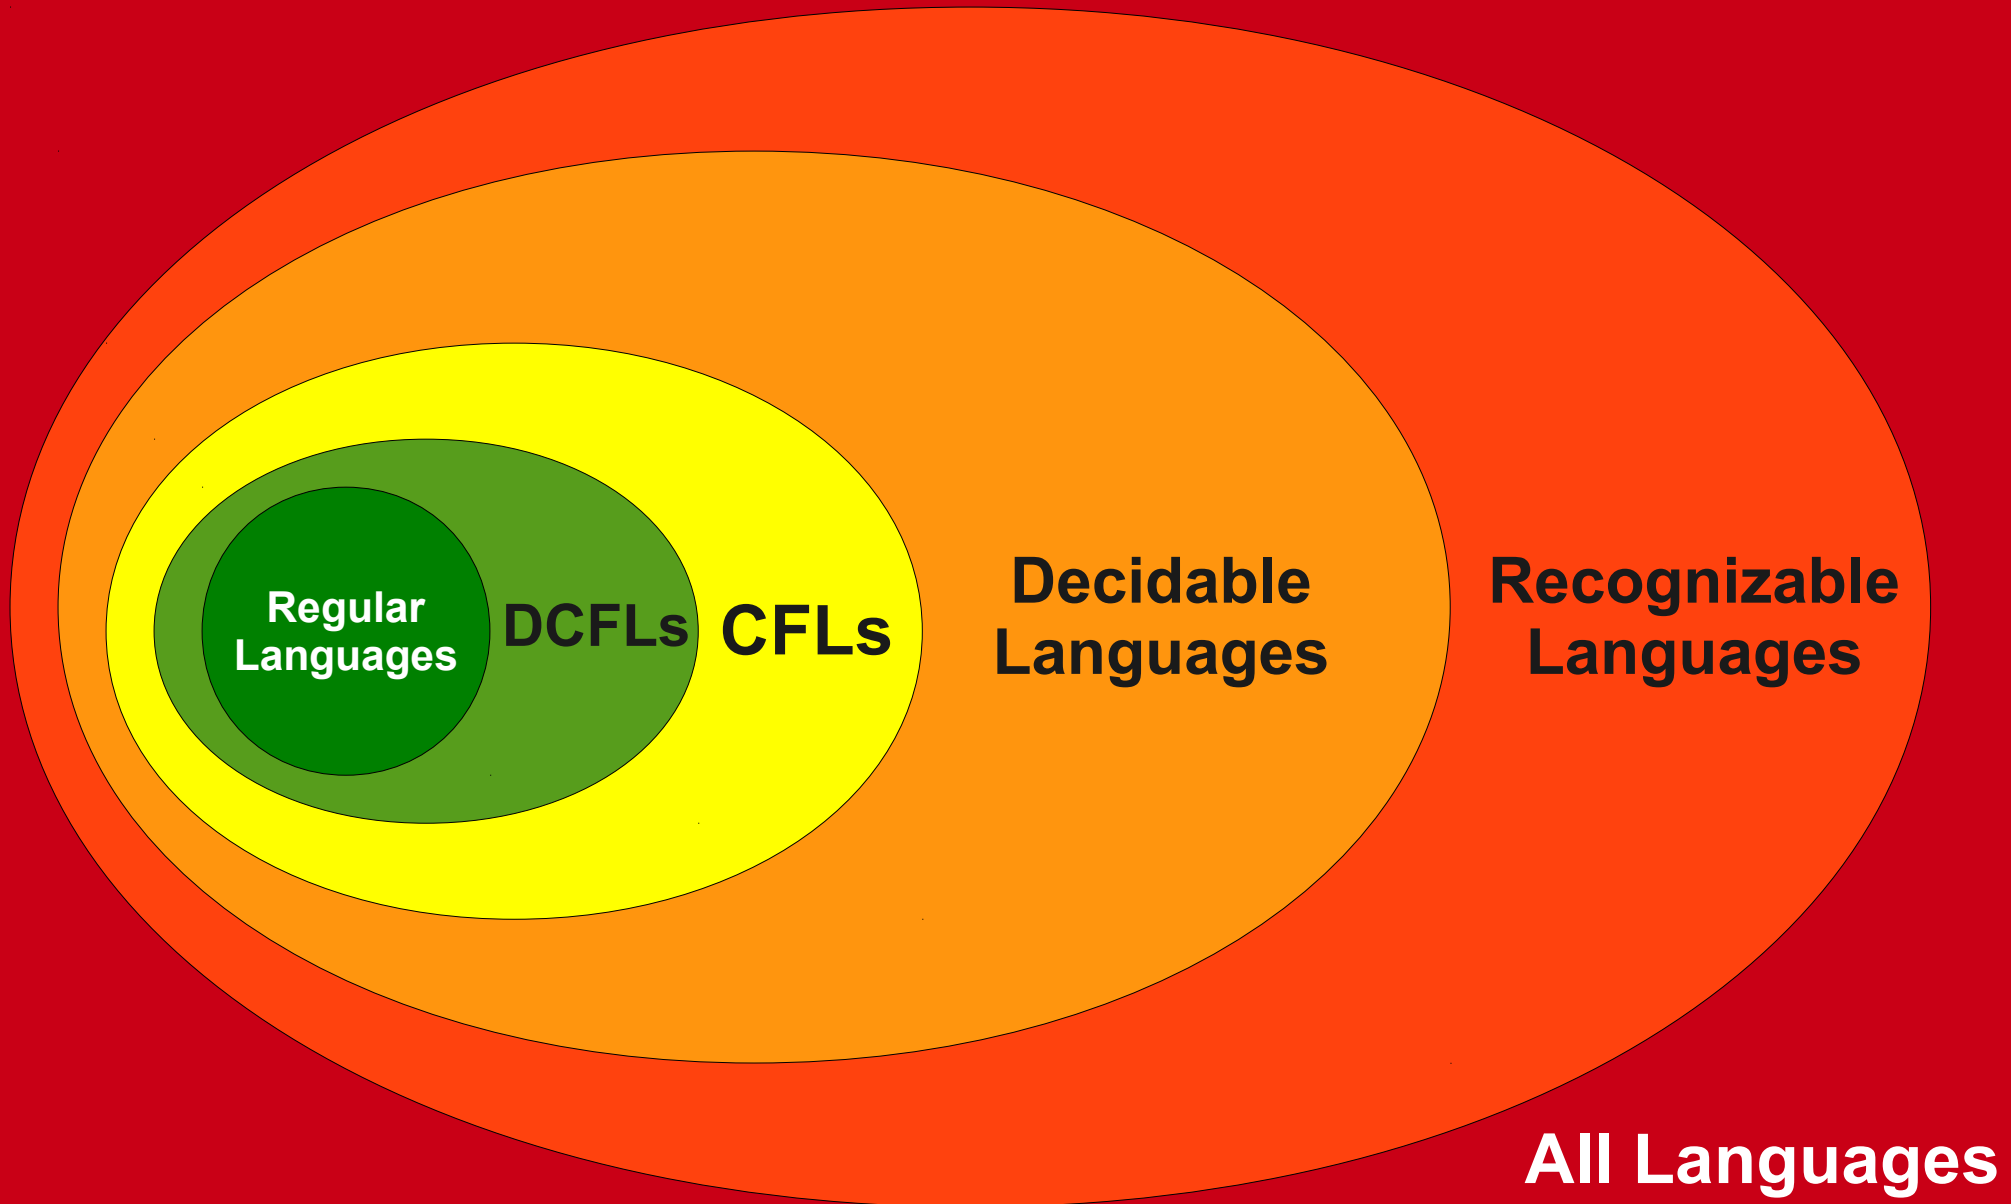 Regular
Languages
DCFLs
CFLs
Decidable
Languages
Recognizable
Languages
All Languages